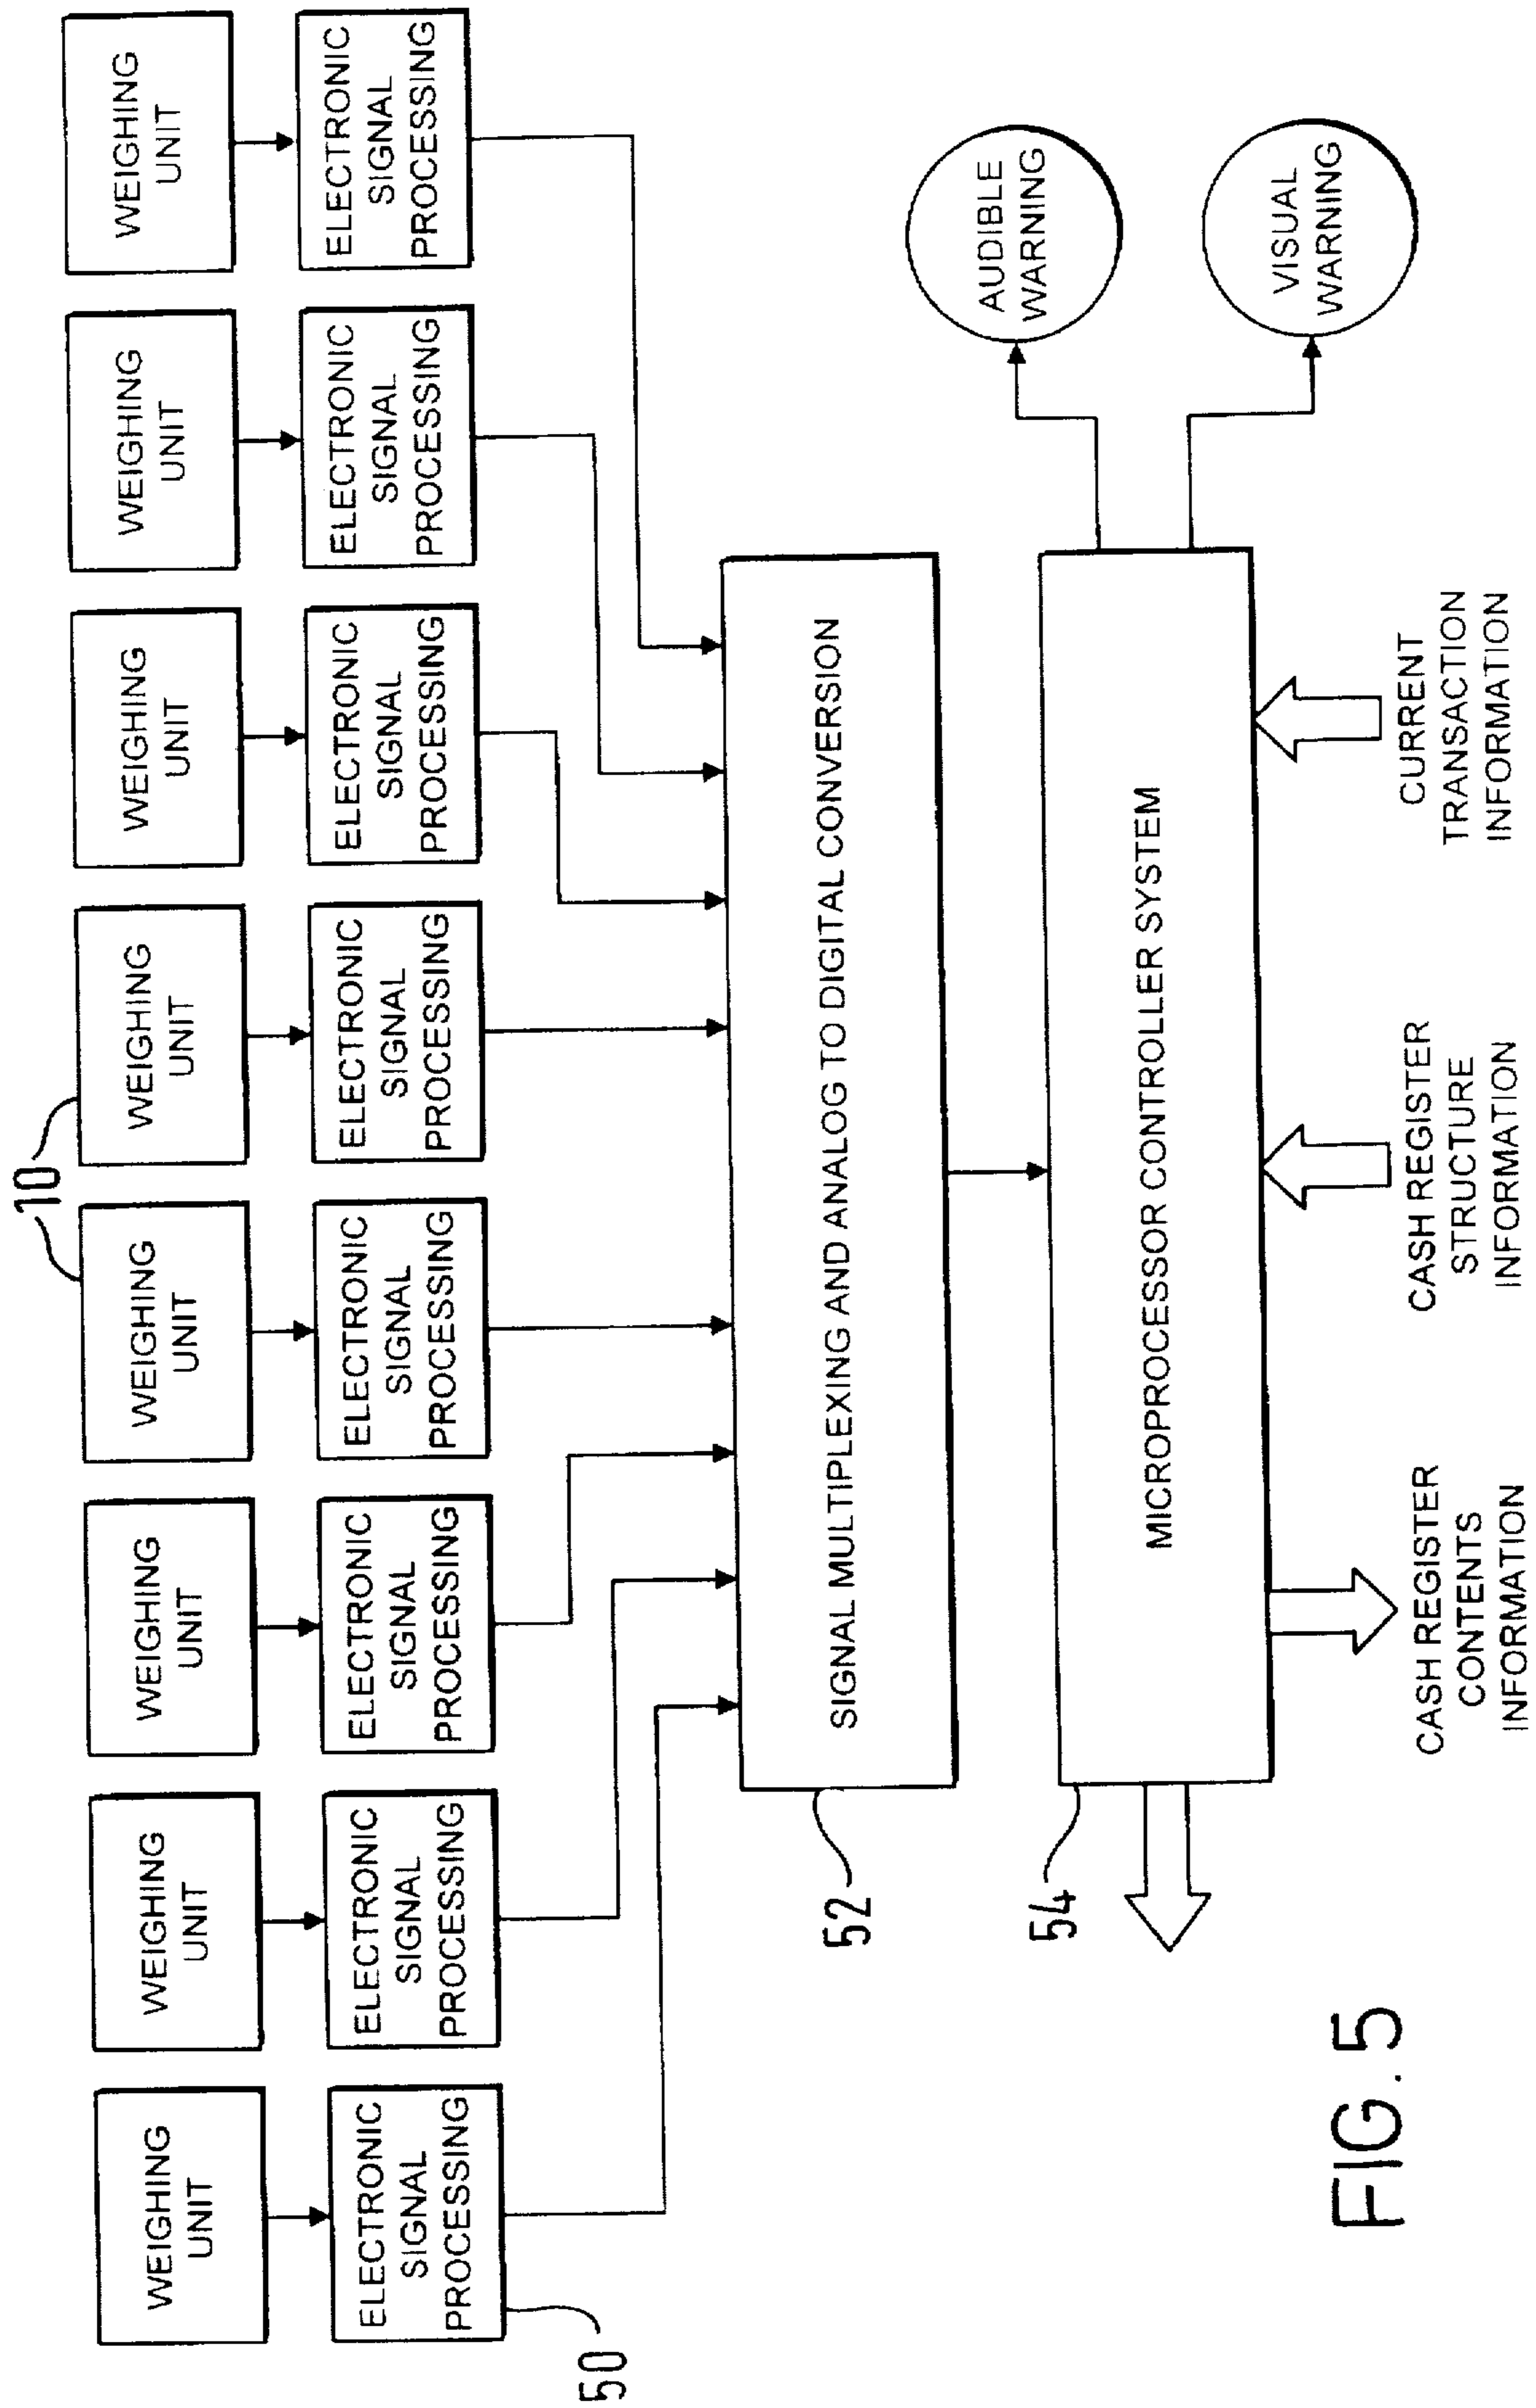 10
WEIGHING
UNIT
WEIGHING
UNIT
WEIGHING
UNIT
WEIGHING
UNIT
WEIGHING
UNIT
WEIGHING
UNIT
WEIGHING
UNIT
WEIGHING
UNIT
ELECTRONIC
SIGNAL
PROCESSING
ELECTRONIC
SIGNAL
PROCESSING
ELECTRONIC
SIGNAL
PROCESSING
ELECTRONIC
SIGNAL
PROCESSING
ELECTRONIC
SIGNAL
PROCESSING
ELECTRONIC
SIGNAL
PROCESSING
ELECTRONIC
SIGNAL
PROCESSING
ELECTRONIC
SIGNAL
PROCESSING
50
SIGNAL MULTIPLEXING AND ANALOG TO DIGITAL CONVERSION
52
MICROPROCESSOR CONTROLLER SYSTEM
54
AUDIBLE
WARNING
VISUAL
WARNING
CASH REGISTER
CONTENTS
INFORMATION
CASH REGISTER
STRUCTURE
INFORMATION
CURRENT
TRANSACTION
INFORMATION
FIG. 5